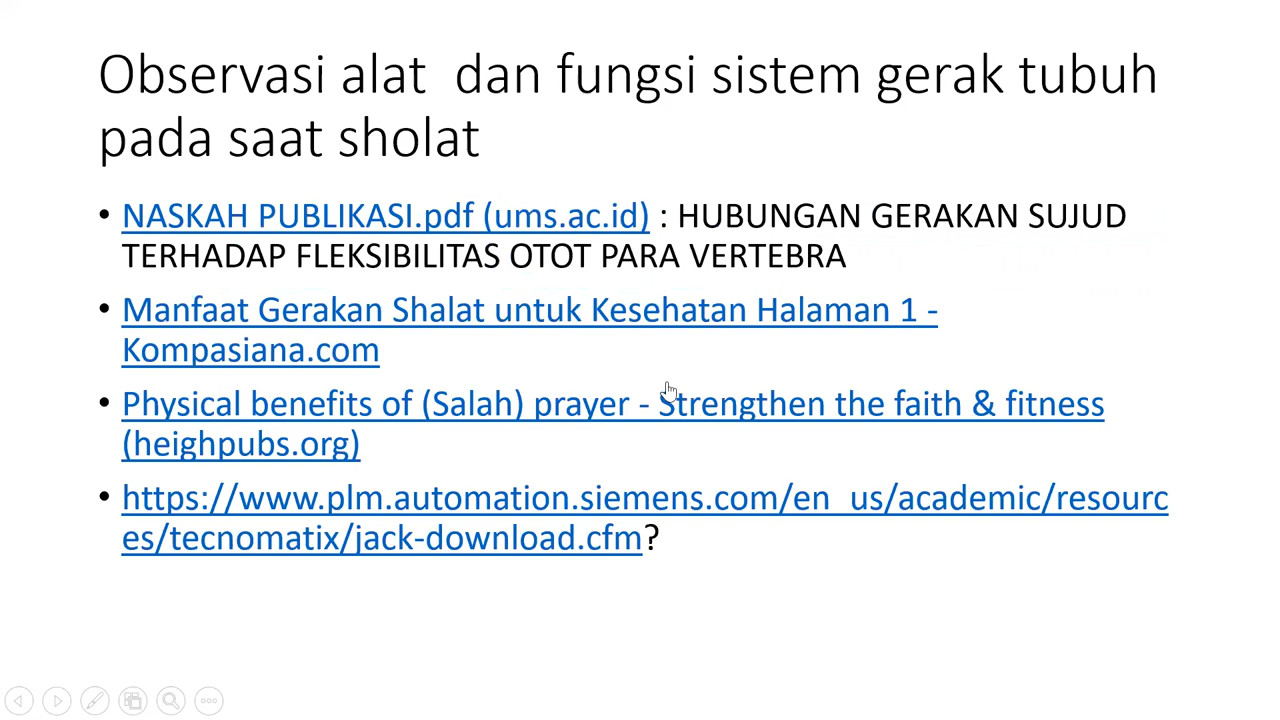 Observasi alat  dan fungsi sistem gerak tubuh
pada saat sholat
• NASKAH PUBLIKASI.pdf (ums.ac.id) : HUBUNGAN GERAKAN SUJUD
TERHADAP FLEKSIBILITAS OTOT PARA VERTEBRA
• Manfaat Gerakan Shalat untuk Kesehatan Halaman 1 -
Kompasiana.com
• Physical benefits of (Salah) prayer - Strengthen the faith & fitness
(heighpubs.org)
• https://www.plm.automation.siemens.com/en_us/academic/resourc
es/tecnomatix/jack-download.cfm?